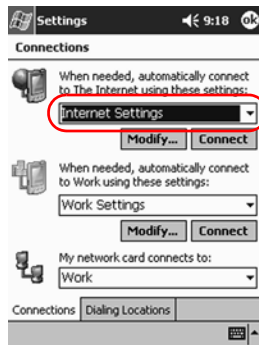 Settings 9:18 ok
Connections
When needed, automatically connect
to The Internet using these settings:
Internet Settings
Modify... Connect
When needed, automatically connect
to Work using these settings:
Work Settings
Modify... Connect
My network card connects to:
Work
Connections Dialing Locations